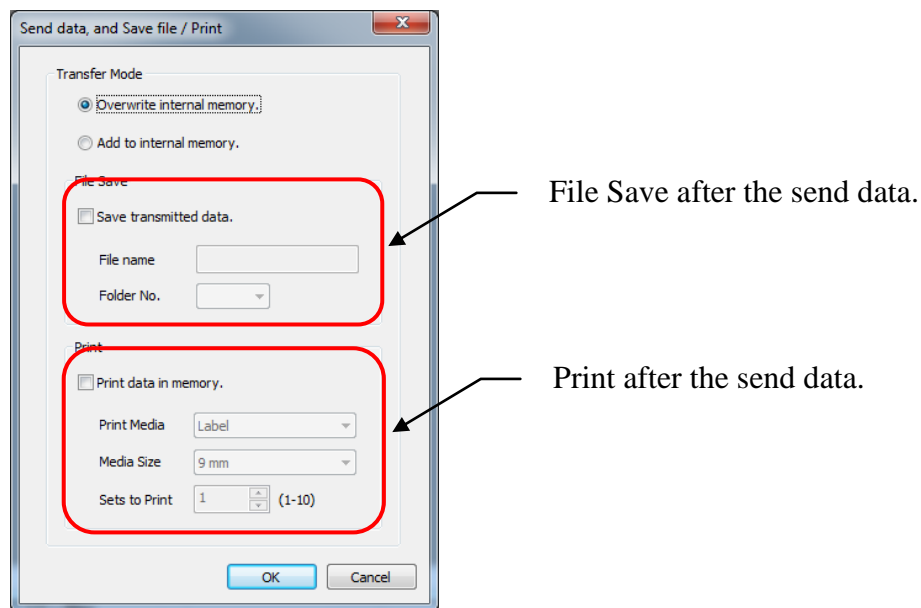 Send data, and Save file / Print
Transfer Mode
Overwrite internal memory.
Add to internal memory.
File Save
Save transmitted data.
File name
Folder No.
File Save after the send data.
Print
Print data in memory.
Print Media Label
Media Size 9 mm
Sets to Print 1 (1-10)
Print after the send data.
OK Cancel